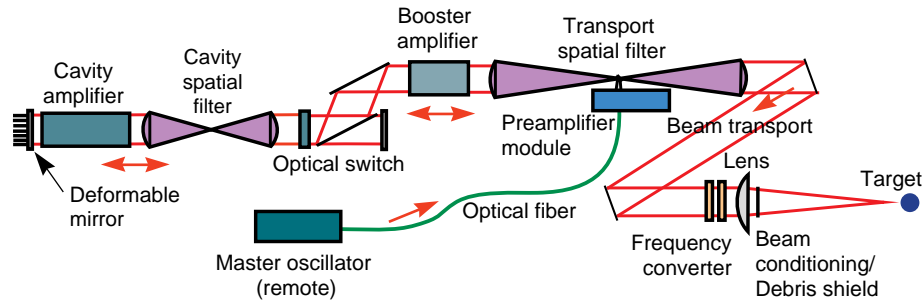 Booster
amplifier
Transport
spatial filter
Cavity
amplifier
Cavity
spatial
filter
Optical switch
Preamplifier
module
Beam transport
Deformable
mirror
Lens
Target
Optical fiber
Master oscillator
(remote)
Frequency
converter
Beam
conditioning/
Debris shield